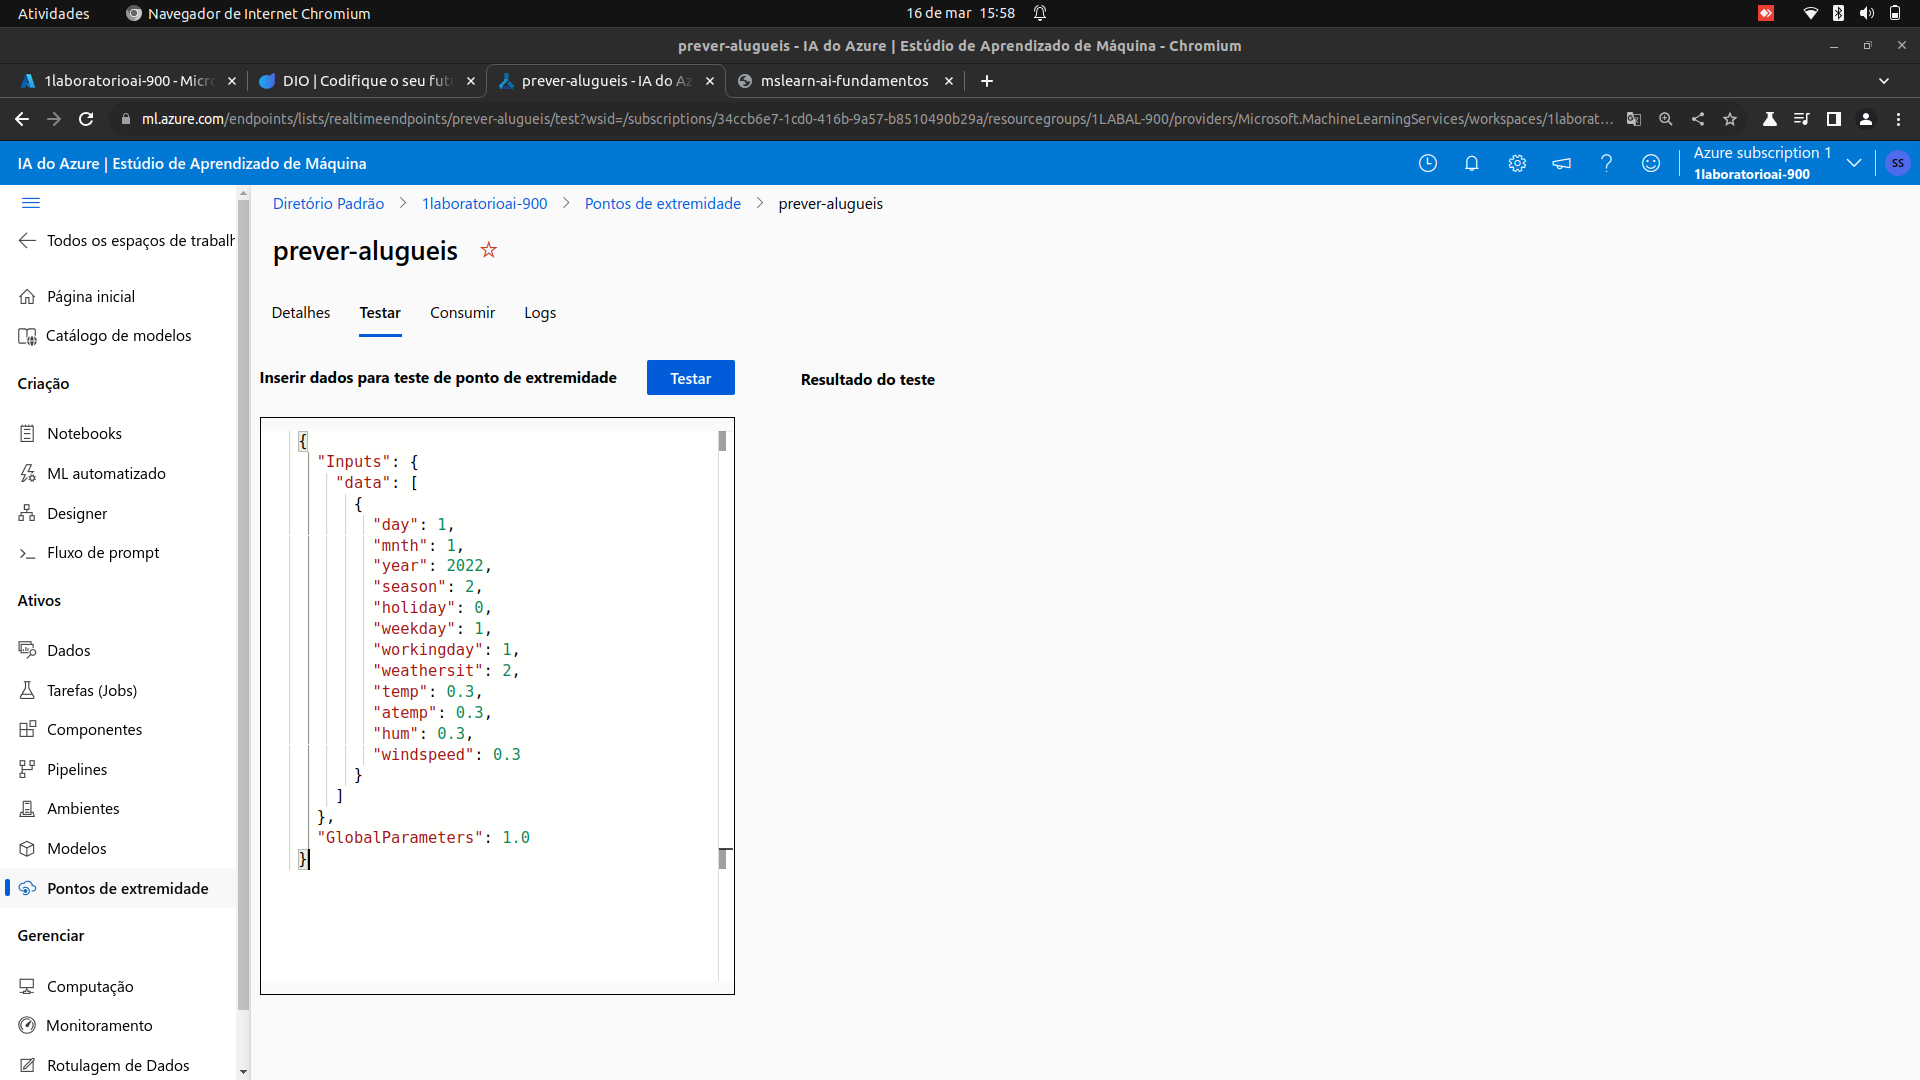 Atividades
Navegador de Internet Chromium
16 de mar 15:58
prever-alugueis - IA do Azure | Estúdio de Aprendizado de Máquina - Chromium
1laboratorioai-900 - Micr
DIO | Codifique o seu fut
prever-alugueis - IA do Az
mslearn-ai-fundamentos
ml.azure.com/endpoints/lists/realtimeendpoints/prever-alugueis/test?wsid=/subscriptions/34ccb6e7-1cd0-416b-9a57-b8510490b29a/resourcegroups/1LABAL-900/providers/Microsoft.MachineLearningServices/workspaces/1laborat...
IA do Azure | Estúdio de Aprendizado de Máquina
Azure subscription 1
1laboratorioai-900
SS
Diretório Padrão > 1laboratorioai-900 > Pontos de extremidade > prever-alugueis
Todos os espaços de trabalh
Página inicial
Catálogo de modelos
Criação
Notebooks
ML automatizado
Designer
Fluxo de prompt
Ativos
Dados
Tarefas (Jobs)
Componentes
Pipelines
Ambientes
Modelos
Pontos de extremidade
Gerenciar
Computação
Monitoramento
Rotulagem de Dados
prever-alugueis
Detalhes
Testar
Consumir
Logs
Inserir dados para teste de ponto de extremidade
Testar
Resultado do teste
{
"Inputs": {
"data": [
{
"day": 1,
"mnth": 1,
"year": 2022,
"season": 2,
"holiday": 0,
"weekday": 1,
"workingday": 1,
"weathersit": 2,
"temp": 0.3,
"atemp": 0.3,
"hum": 0.3,
"windspeed": 0.3
}
]
},
"GlobalParameters": 1.0
}